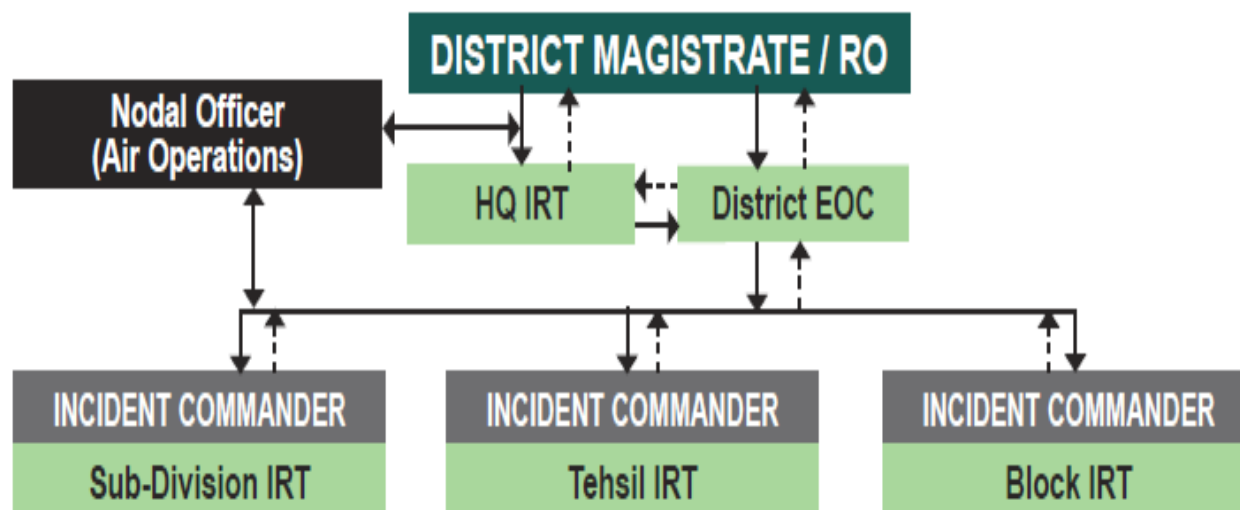 DISTRICT MAGISTRATE / RO
Nodal Officer
(Air Operations)
HQ IRT
District EOC
INCIDENT COMMANDER
Sub-Division IRT
INCIDENT COMMANDER
Tehsil IRT
INCIDENT COMMANDER
Block IRT